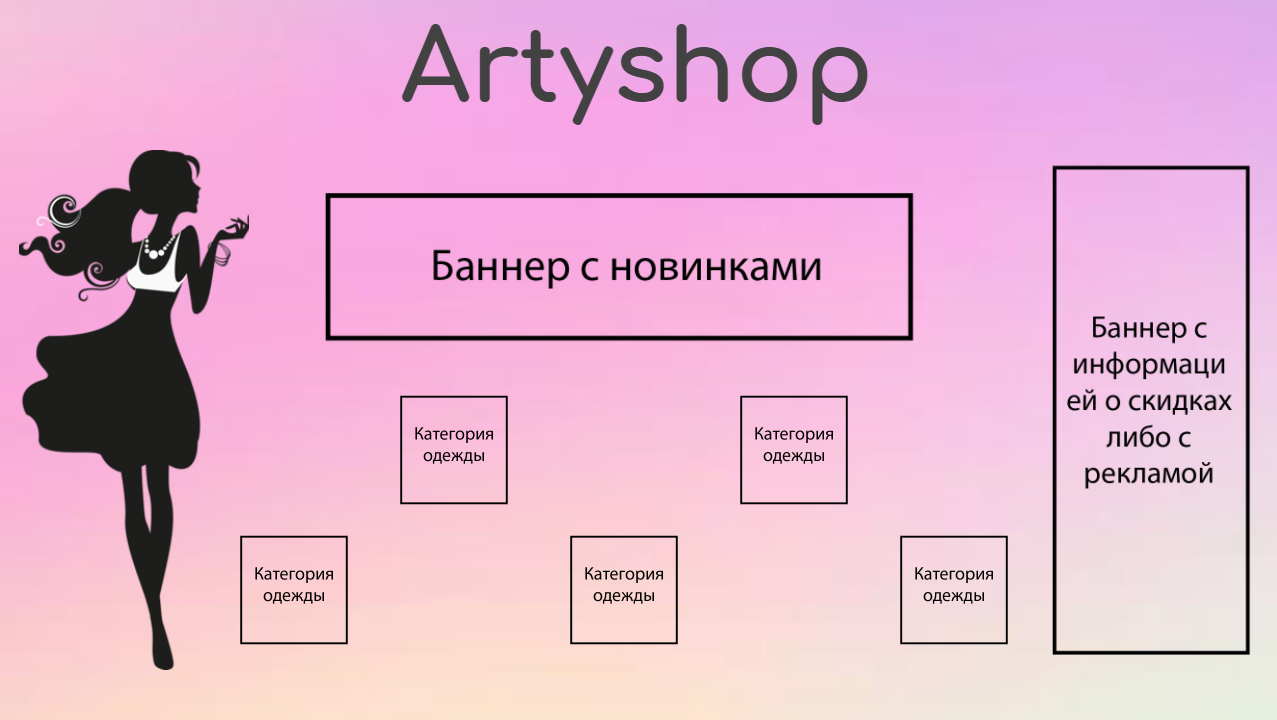 Artyshop
Баннер с новинками
Баннер с
информаци
ей о скидках
либо с
рекламой
Категория
одежды
Категория
одежды
Категория
одежды
Категория
одежды
Категория
одежды